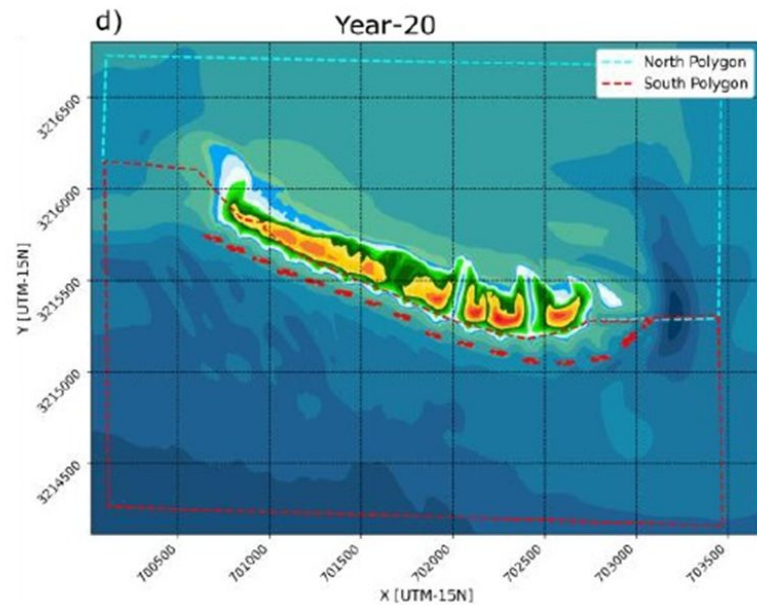 d)
Year-20
North Polygon
South Polygon
3216500
3216000
3215500
3215000
3214500
Y [UTM-15N]
700500
701000
701500
702000
702500
703000
703500
X [UTM-15N]